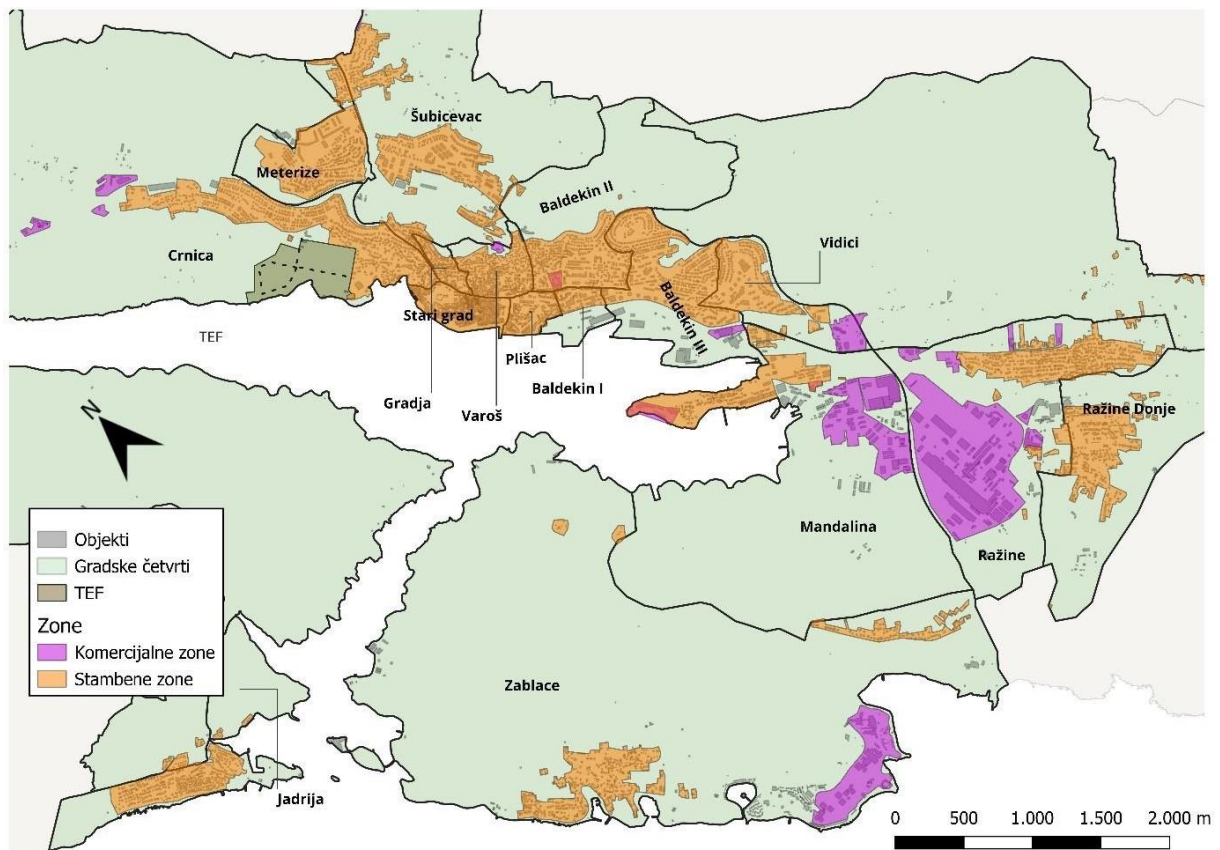 Šubicevac
Meterize
Baldekin II
Vidici
Crnica
Stari grad
Baldekin III
TEF
Plišac
Baldekin I
Gradja
Varoš
Ražine Donje
N
Mandalina
Ražine
Objekti
Gradske četvrti
TEF
Zone
Komercijalne zone
Stambene zone
Zablace
Jadrija
0 500 1.000 1.500 2.000 m